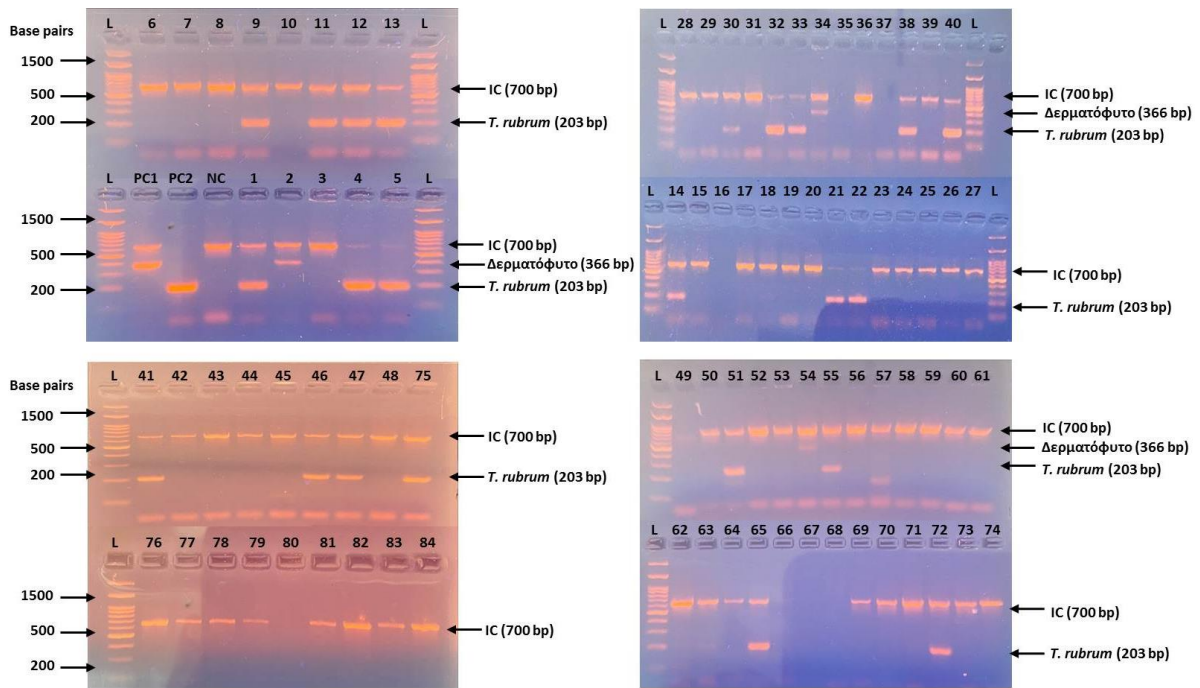 L 6 7 8 9 10 11 12 13 L
Base pairs
1500
500
200
IC (700 bp)
T. rubrum (203 bp)
L PC1 PC2 NC 1 2 3 4 5 L
1500
500
200
IC (700 bp)
Δερματόφυτο (366 bp)
T. rubrum (203 bp)
L 28 29 30 31 32 33 34 35 36 37 38 39 40 L
IC (700 bp)
Δερματόφυτο (366 bp)
T. rubrum (203 bp)
L 14 15 16 17 18 19 20 21 22 23 24 25 26 27 L
IC (700 bp)
T. rubrum (203 bp)
L 41 42 43 44 45 46 47 48 75
Base pairs
1500
500
200
IC (700 bp)
T. rubrum (203 bp)
L 76 77 78 79 80 81 82 83 84
1500
500
200
IC (700 bp)
L 49 50 51 52 53 54 55 56 57 58 59 60 61
IC (700 bp)
Δερματόφυτο (366 bp)
T. rubrum (203 bp)
L 62 63 64 65 66 67 68 69 70 71 72 73 74
IC (700 bp)
T. rubrum (203 bp)